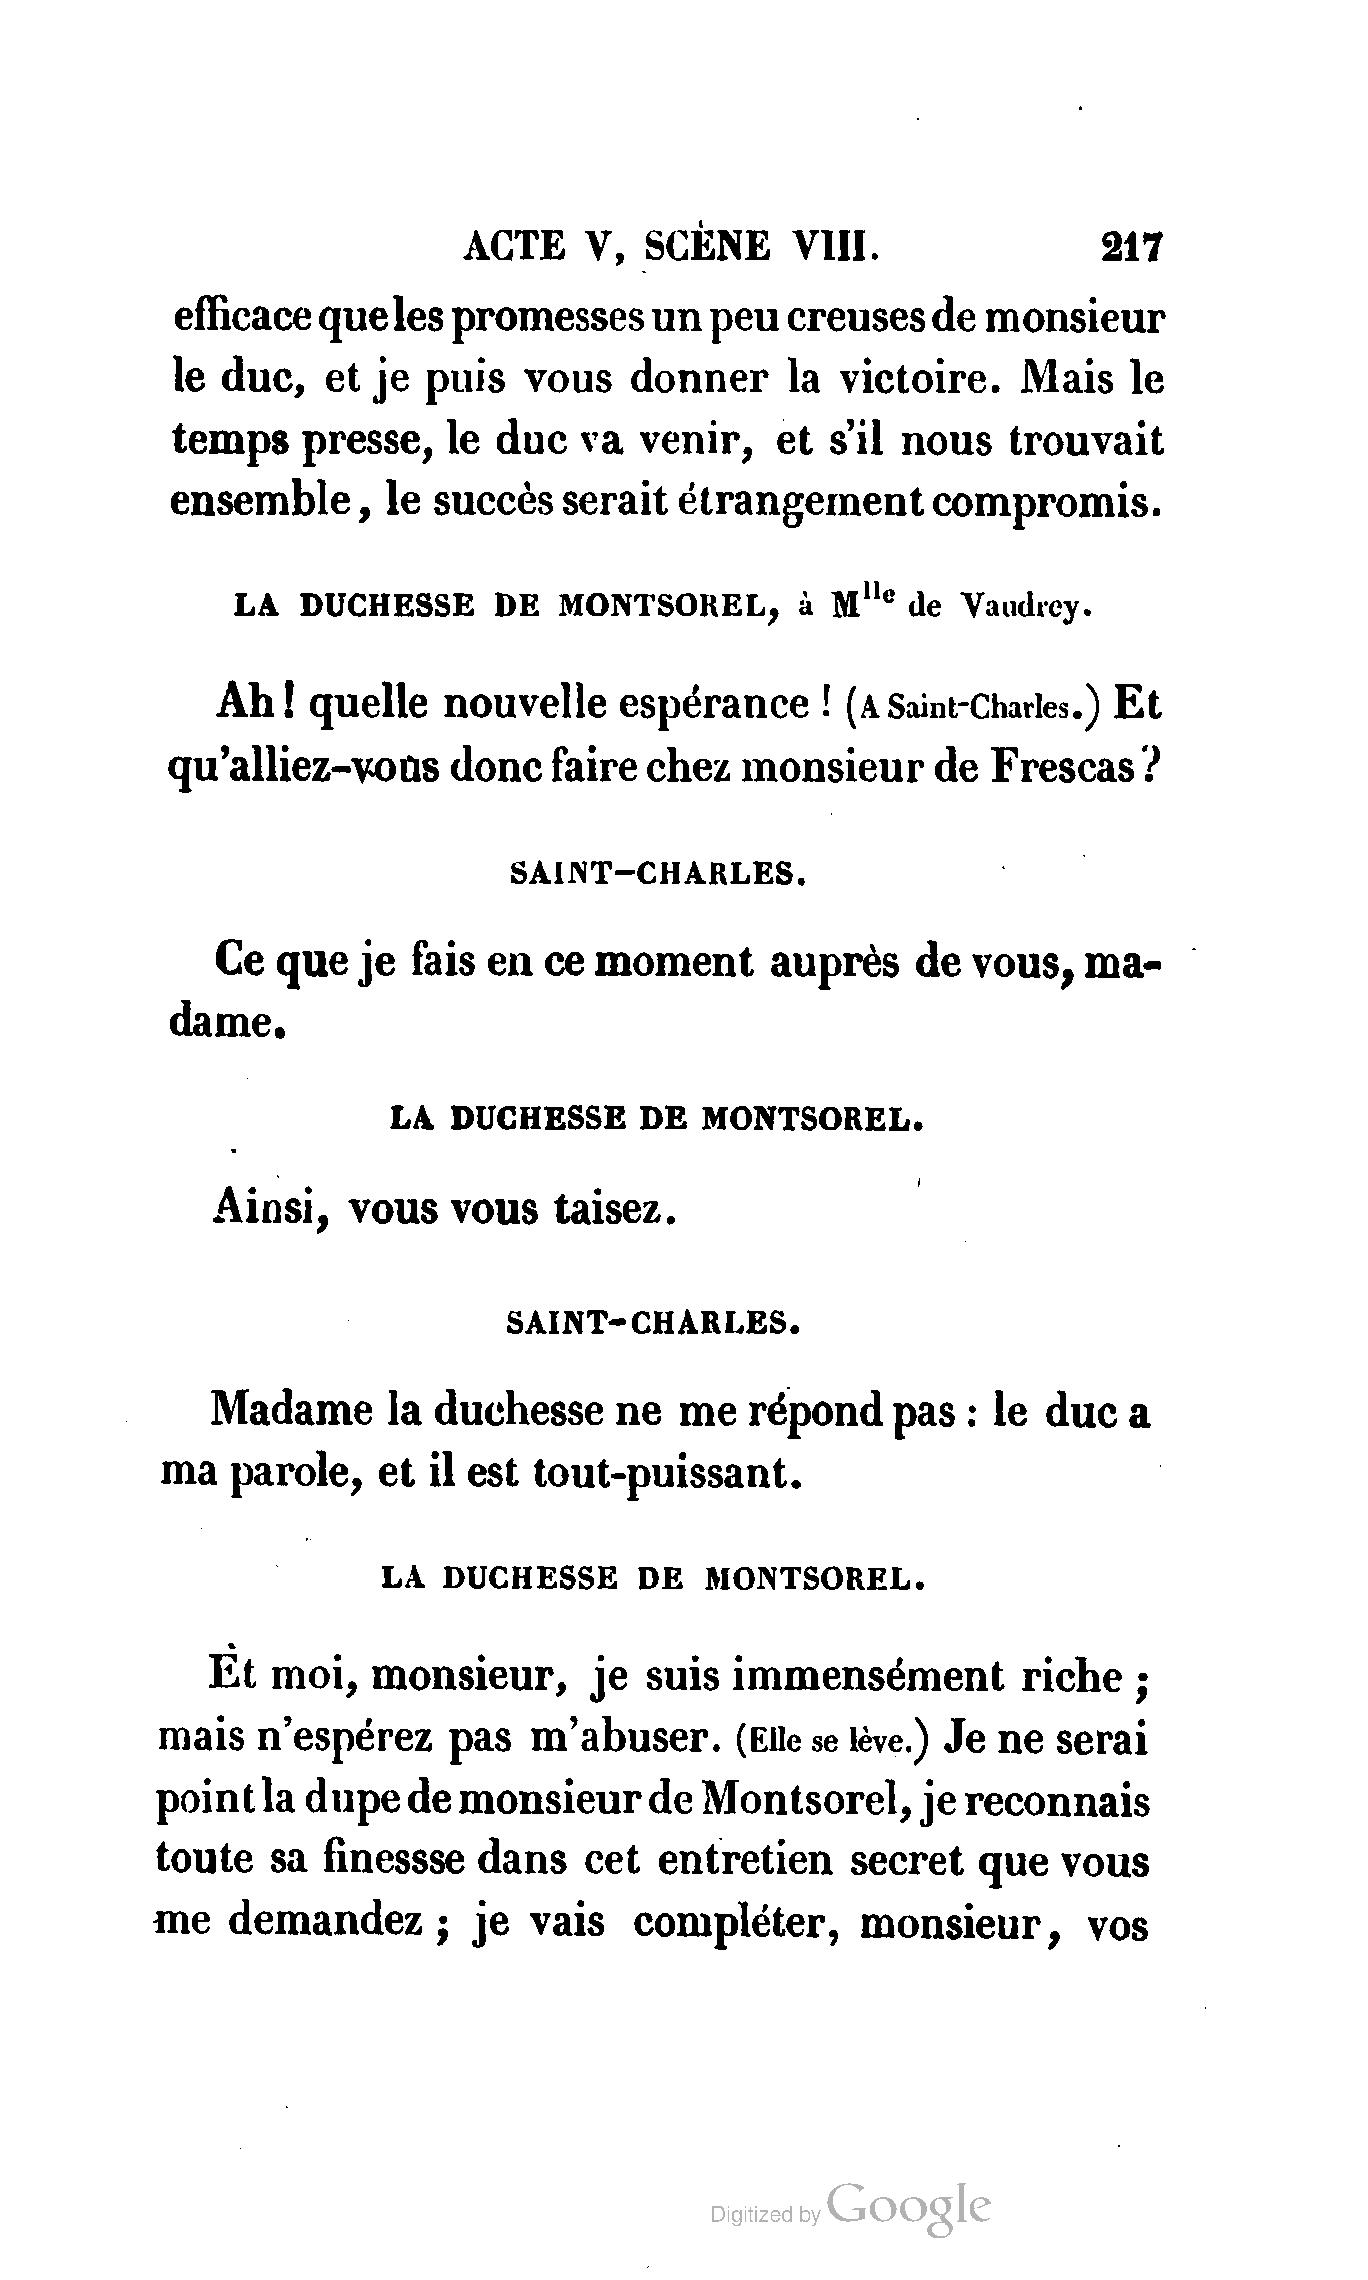 ACTE V, SCÈNE VIII. 217
efficace que les promesses un peu creuses de monsieur
le duc, et je puis vous donner la victoire. Mais le
temps presse, le duc va venir, et s'il nous trouvait
ensemble, le succès serait étrangement compromis.
LA DUCHESSE DE MONTSOREL, à Mlle de Vaudrey.
Ah! quelle nouvelle espérance ! (A Saint-Charles.) Et
qu'alliez-vous donc faire chez monsieur de Frescas ?
SAINT-CHARLES.
Ce que je fais en ce moment auprès de vous, ma-
dame.
LA DUCHESSE DE MONTSOREL.
Ainsi, vous vous taisez.
SAINT-CHARLES.
Madame la duchesse ne me répond pas : le duc a
ma parole, et il est tout-puissant.
LA DUCHESSE DE MONTSOREL.
Et moi, monsieur, je suis immensément riche ;
mais n'espérez pas m'abuser. (Elle se lève.) Je ne serai
point la dupe de monsieur de Montsorel, je reconnais
toute sa finessse dans cet entretien secret que vous
me demandez ; je vais compléter, monsieur, vos
Digitized by Google